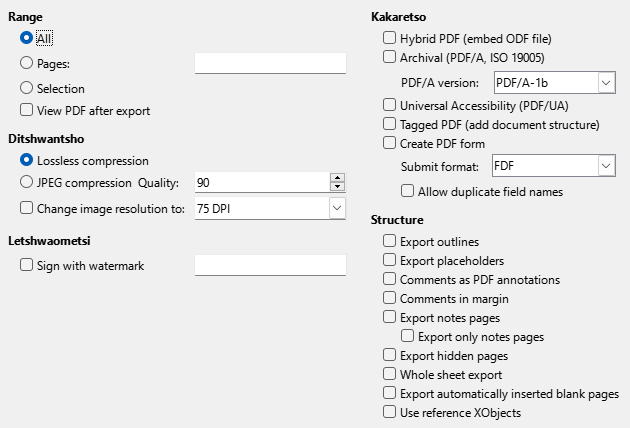 Range
All
Pages:
Selection
View PDF after export
Ditshwantsho
Lossless compression
JPEG compression Quality: 90
Change image resolution to: 75 DPI
Letshwaometsi
Sign with watermark
Kakaretso
Hybrid PDF (embed ODF file)
Archival (PDF/A, ISO 19005)
PDF/A version: PDF/A-1b
Universal Accessibility (PDF/UA)
Tagged PDF (add document structure)
Create PDF form
Submit format: FDF
Allow duplicate field names
Structure
Export outlines
Export placeholders
Comments as PDF annotations
Comments in margin
Export notes pages
Export only notes pages
Export hidden pages
Whole sheet export
Export automatically inserted blank pages
Use reference XObjects